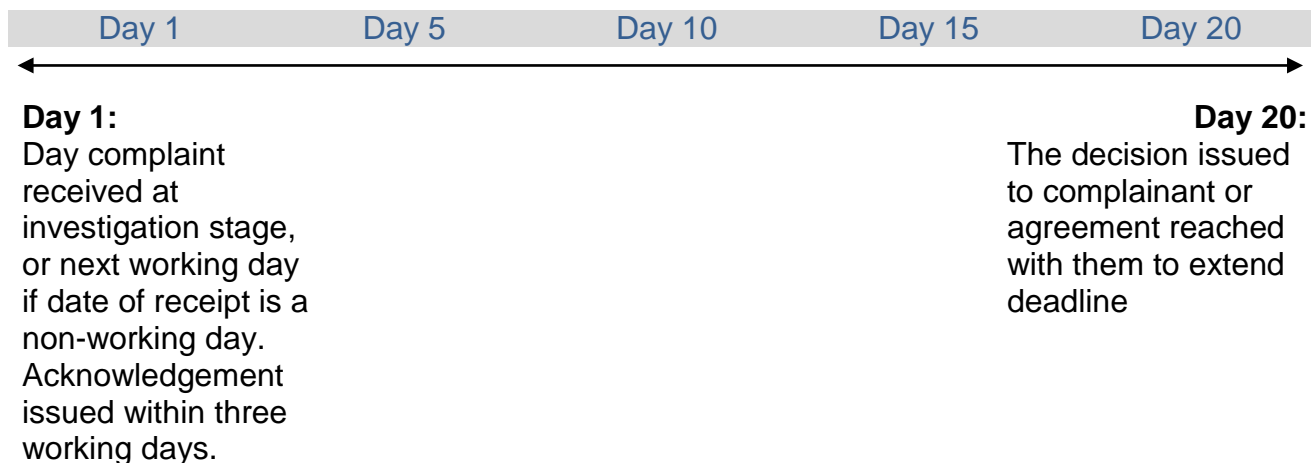 Day 1 Day 5 Day 10 Day 15 Day 20
Day 1:
Day complaint
received at
investigation stage,
or next working day
if date of receipt is a
non-working day.
Acknowledgement
issued within three
working days.
Day 20:
The decision issued
to complainant or
agreement reached
with them to extend
deadline